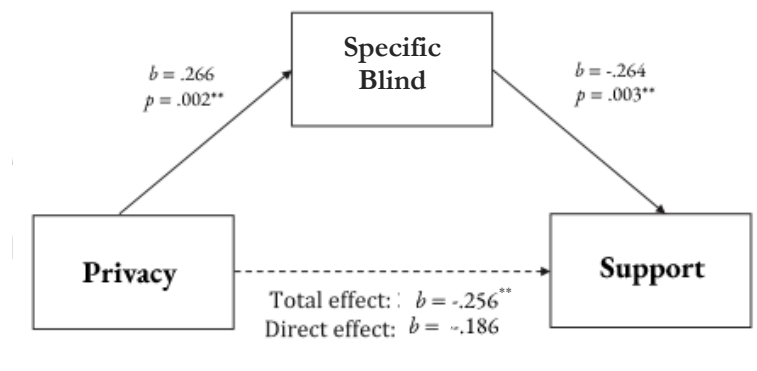 Specific
Blind
b = .266
p = .002**
b = -.264
p = .003**
Privacy
Support
Total effect: b = -.256**
Direct effect: b = -.186